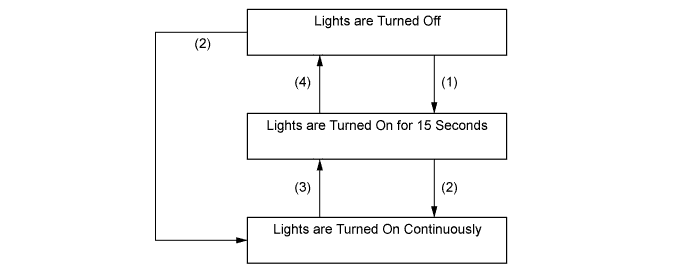 Lights are Turned Off
(2)
(4)
(1)
Lights are Turned On for 15 Seconds
(3)
(2)
Lights are Turned On Continuously